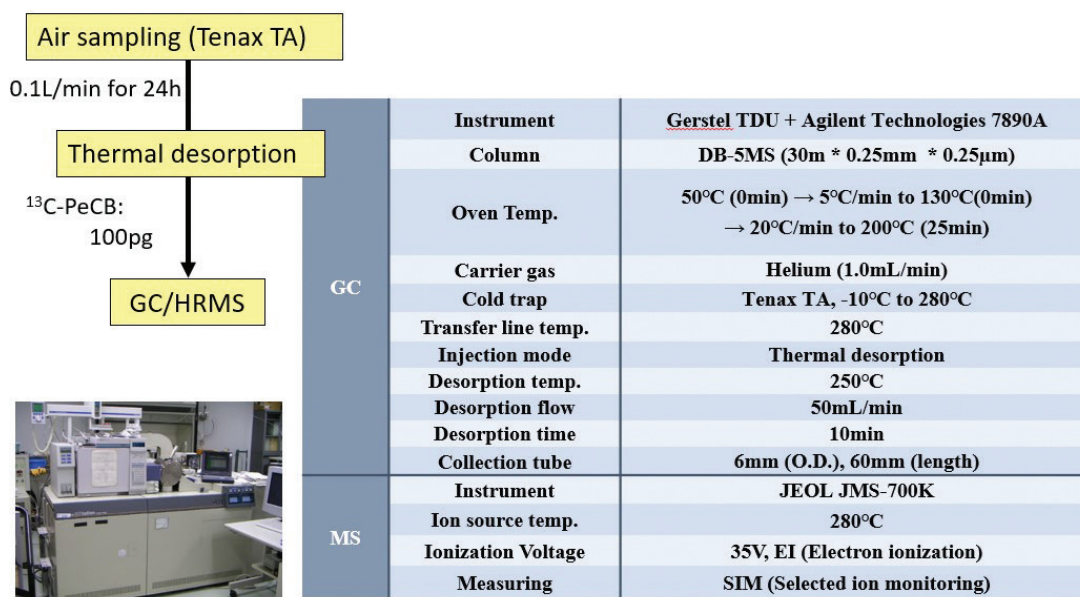 Air sampling (Tenax TA)
0.1L/min for 24h
Thermal desorption
¹³C-PeCB:
100pg
GC/HRMS
GC
Instrument Gerstel TDU + Agilent Technologies 7890A
Column DB-5MS (30m * 0.25mm * 0.25μm)
Oven Temp. 50℃ (0min) → 5℃/min to 130℃(0min)
→ 20℃/min to 200℃ (25min)
Carrier gas Helium (1.0mL/min)
Cold trap Tenax TA, -10℃ to 280℃
Transfer line temp. 280℃
Injection mode Thermal desorption
Desorption temp. 250℃
Desorption flow 50mL/min
Desorption time 10min
Collection tube 6mm (O.D.), 60mm (length)
MS
Instrument JEOL JMS-700K
Ion source temp. 280℃
Ionization Voltage 35V, EI (Electron ionization)
Measuring SIM (Selected ion monitoring)